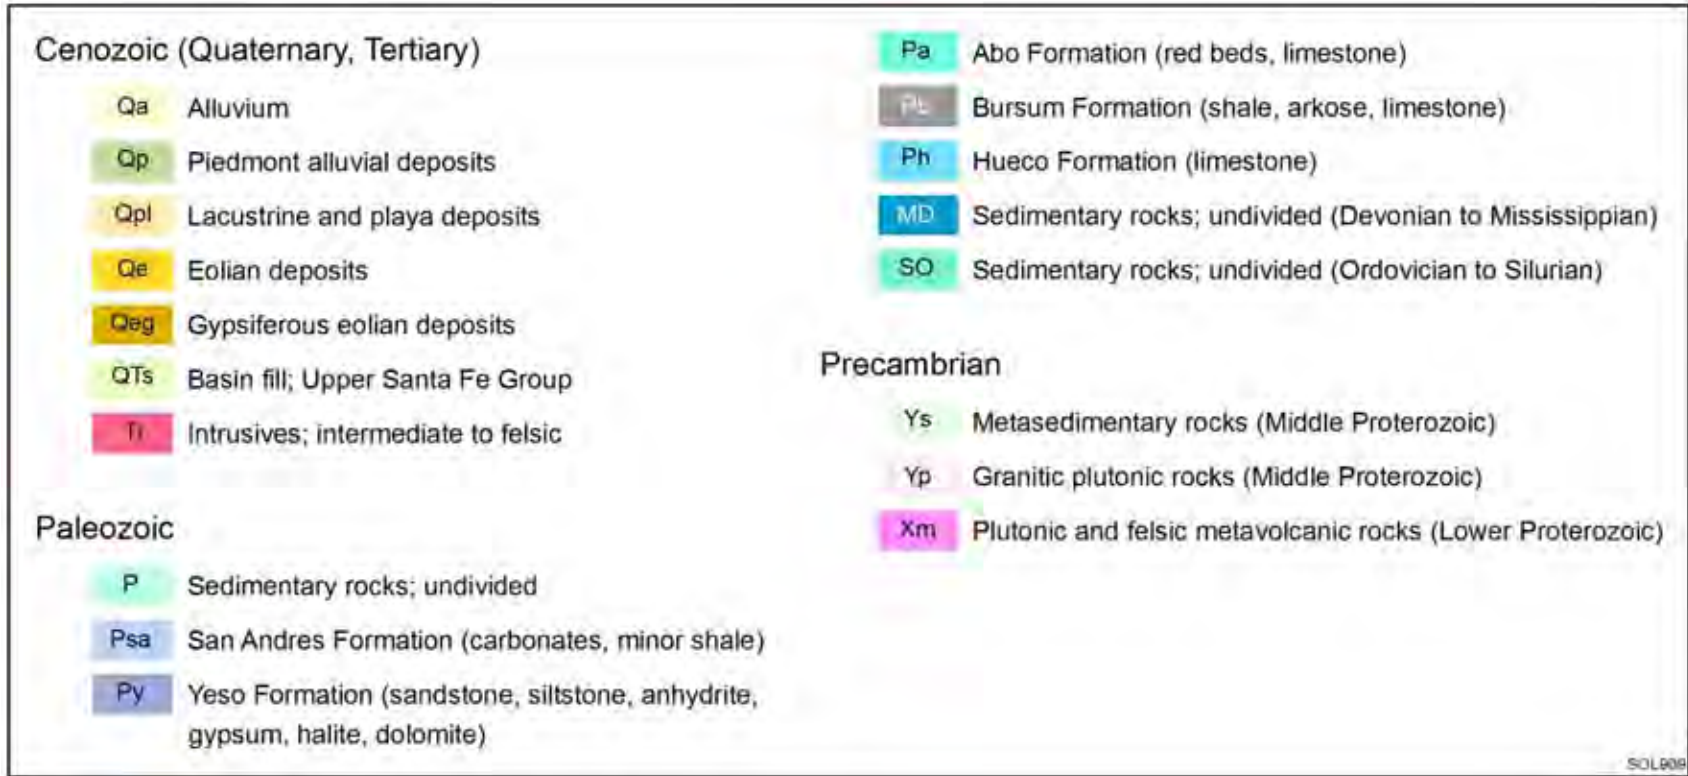 Cenozoic (Quaternary, Tertiary)
Qa Alluvium
Qp Piedmont alluvial deposits
Qpl Lacustrine and playa deposits
Qe Eolian deposits
Qeg Gypsiferous eolian deposits
QTs Basin fill; Upper Santa Fe Group
Ti Intrusives; intermediate to felsic
Paleozoic
P Sedimentary rocks; undivided
Psa San Andres Formation (carbonates, minor shale)
Py Yeso Formation (sandstone, siltstone, anhydrite,
gypsum, halite, dolomite)
Pa Abo Formation (red beds, limestone)
Pb Bursum Formation (shale, arkose, limestone)
Ph Hueco Formation (limestone)
MD Sedimentary rocks; undivided (Devonian to Mississippian)
SO Sedimentary rocks; undivided (Ordovician to Silurian)
Precambrian
Ys Metasedimentary rocks (Middle Proterozoic)
Yp Granitic plutonic rocks (Middle Proterozoic)
Xm Plutonic and felsic metavolcanic rocks (Lower Proterozoic)
SOL909